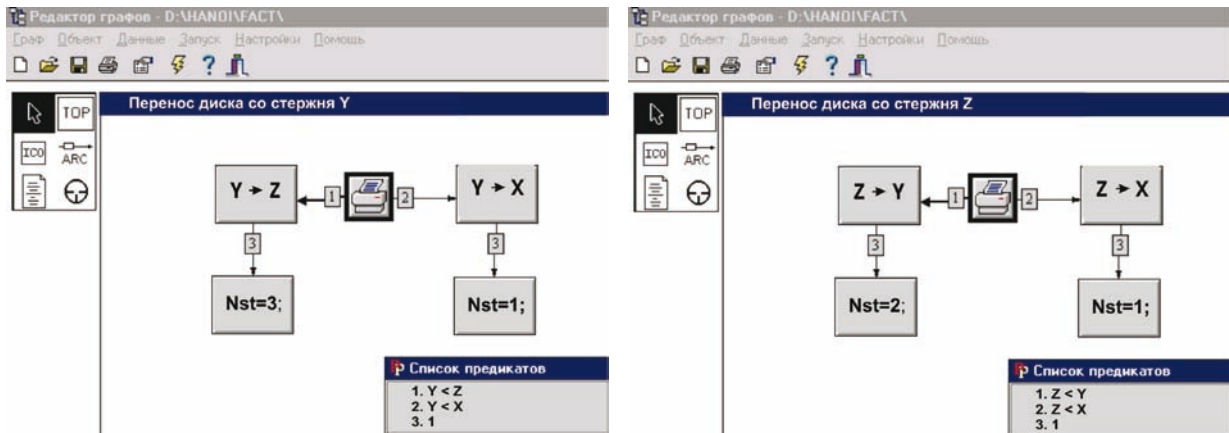 Редактор графов - D:\HANOI\FACT\
Граф Объект Данные Запуск Настройки Помощь
TOP
ICO
ARC
Перенос диска со стержня Y
Y → Z
1
2
Y → X
3
3
Nst=3;
Nst=1;
Список предикатов
1. Y < Z
2. Y < X
3. 1
Редактор графов - D:\HANOI\FACT\
Граф Объект Данные Запуск Настройки Помощь
TOP
ICO
ARC
Перенос диска со стержня Z
Z → Y
1
2
Z → X
3
3
Nst=2;
Nst=1;
Список предикатов
1. Z < Y
2. Z < X
3. 1